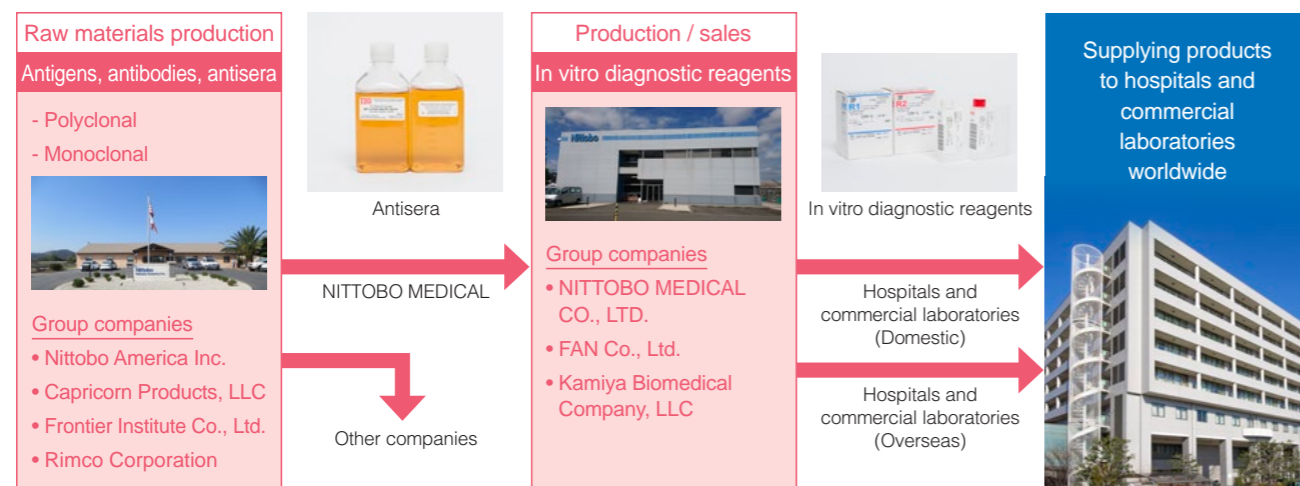 Raw materials production
Antigens, antibodies, antisera
- Polyclonal
- Monoclonal
Nittobo
Group companies
• Nittobo America Inc.
• Capricorn Products, LLC
• Frontier Institute Co., Ltd.
• Rimco Corporation
Antisera
NITTOBO MEDICAL
Other companies
Production / sales
In vitro diagnostic reagents
Nittobo
Group companies
• NITTOBO MEDICAL
CO., LTD.
• FAN Co., Ltd.
• Kamiya Biomedical
Company, LLC
R1
R2
In vitro diagnostic reagents
Hospitals and
commercial laboratories
(Domestic)
Hospitals and
commercial laboratories
(Overseas)
Supplying products
to hospitals and
commercial
laboratories
worldwide